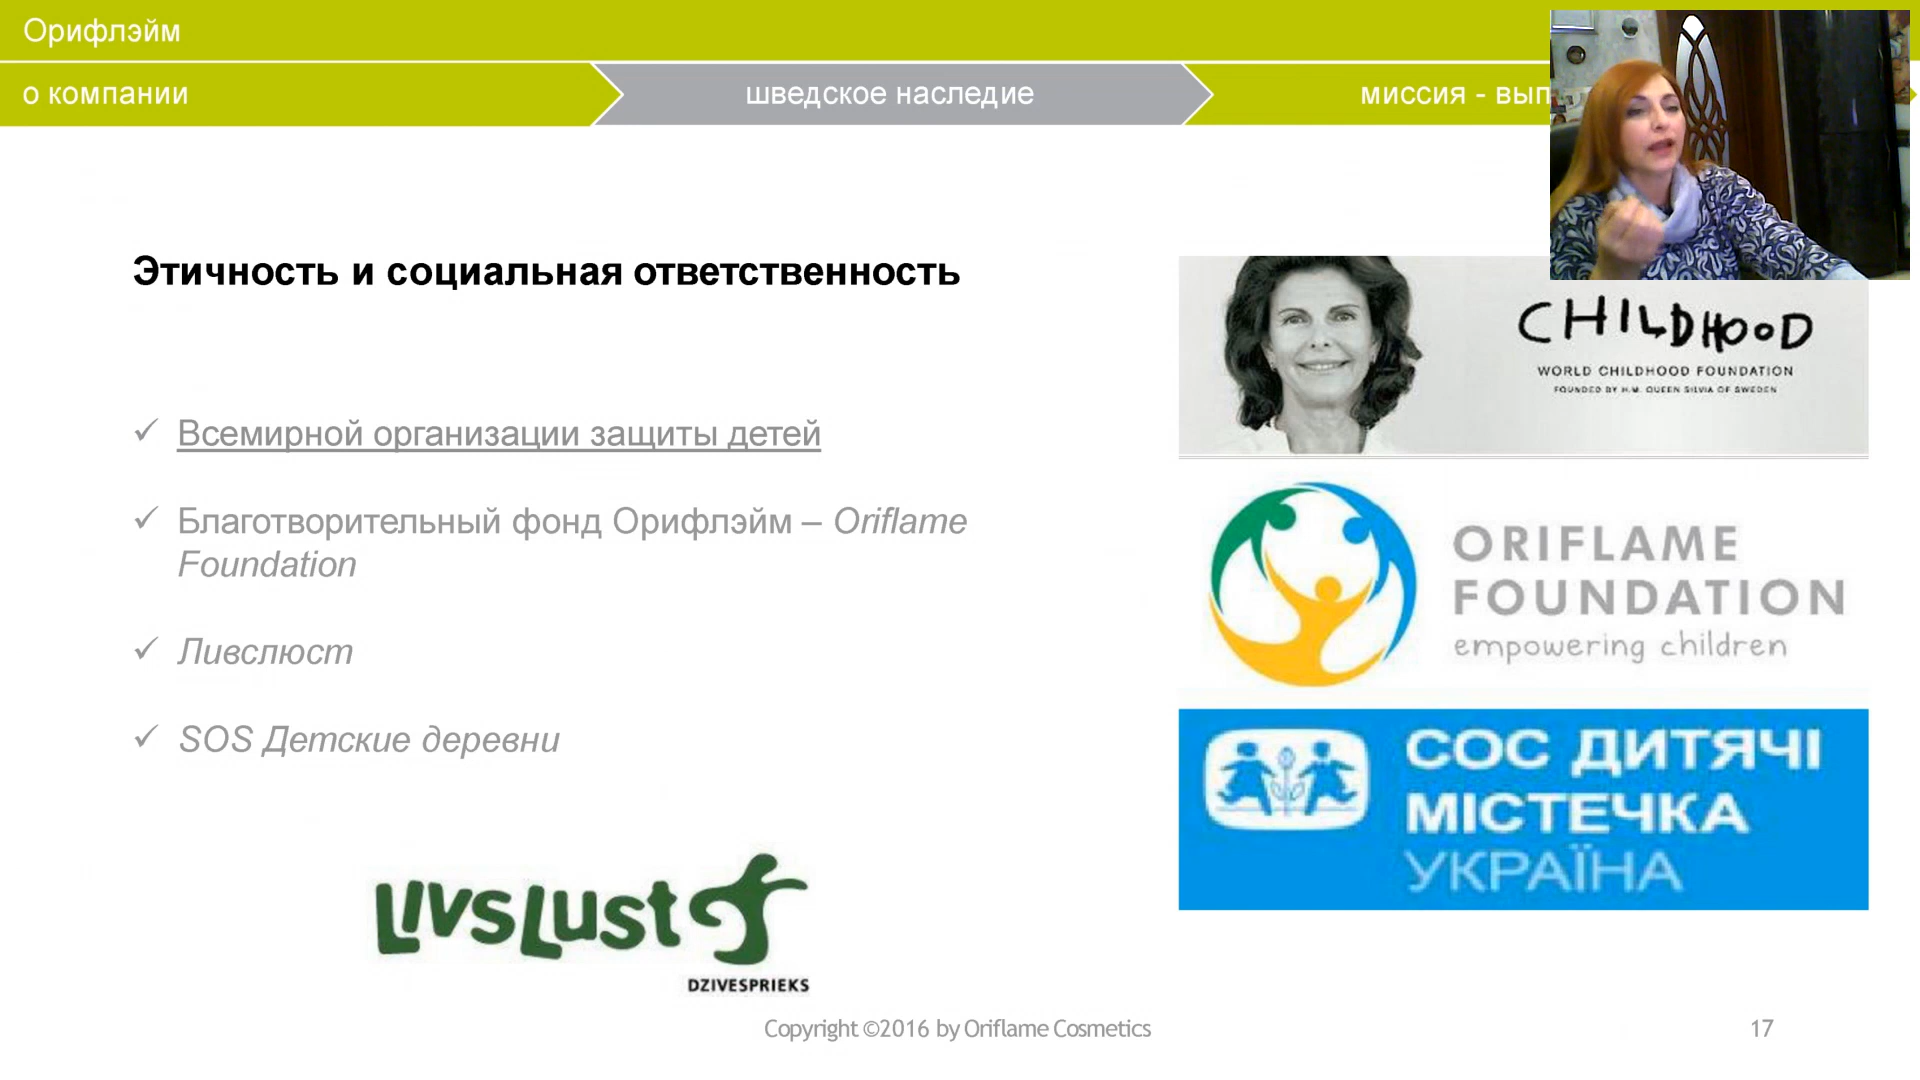 Орифлэйм
о компании
шведское наследие
миссия -
Этичность и социальная ответственность
✓ Всемирной организации защиты детей
✓ Благотворительный фонд Орифлэйм – Oriflame
Foundation
✓ Ливслюст
✓ SOS Детские деревни
CHILDHOOD
WORLD CHILDHOOD FOUNDATION
FOUNDED BY H.M. QUEEN SILVIA OF SWEDEN
ORIFLAME
FOUNDATION
empowering children
СОС ДИТЯЧІ
МІСТЕЧКА
УКРАЇНА
LIVSLUST
DZIVESPRIEKS
Copyright ©2016 by Oriflame Cosmetics
17